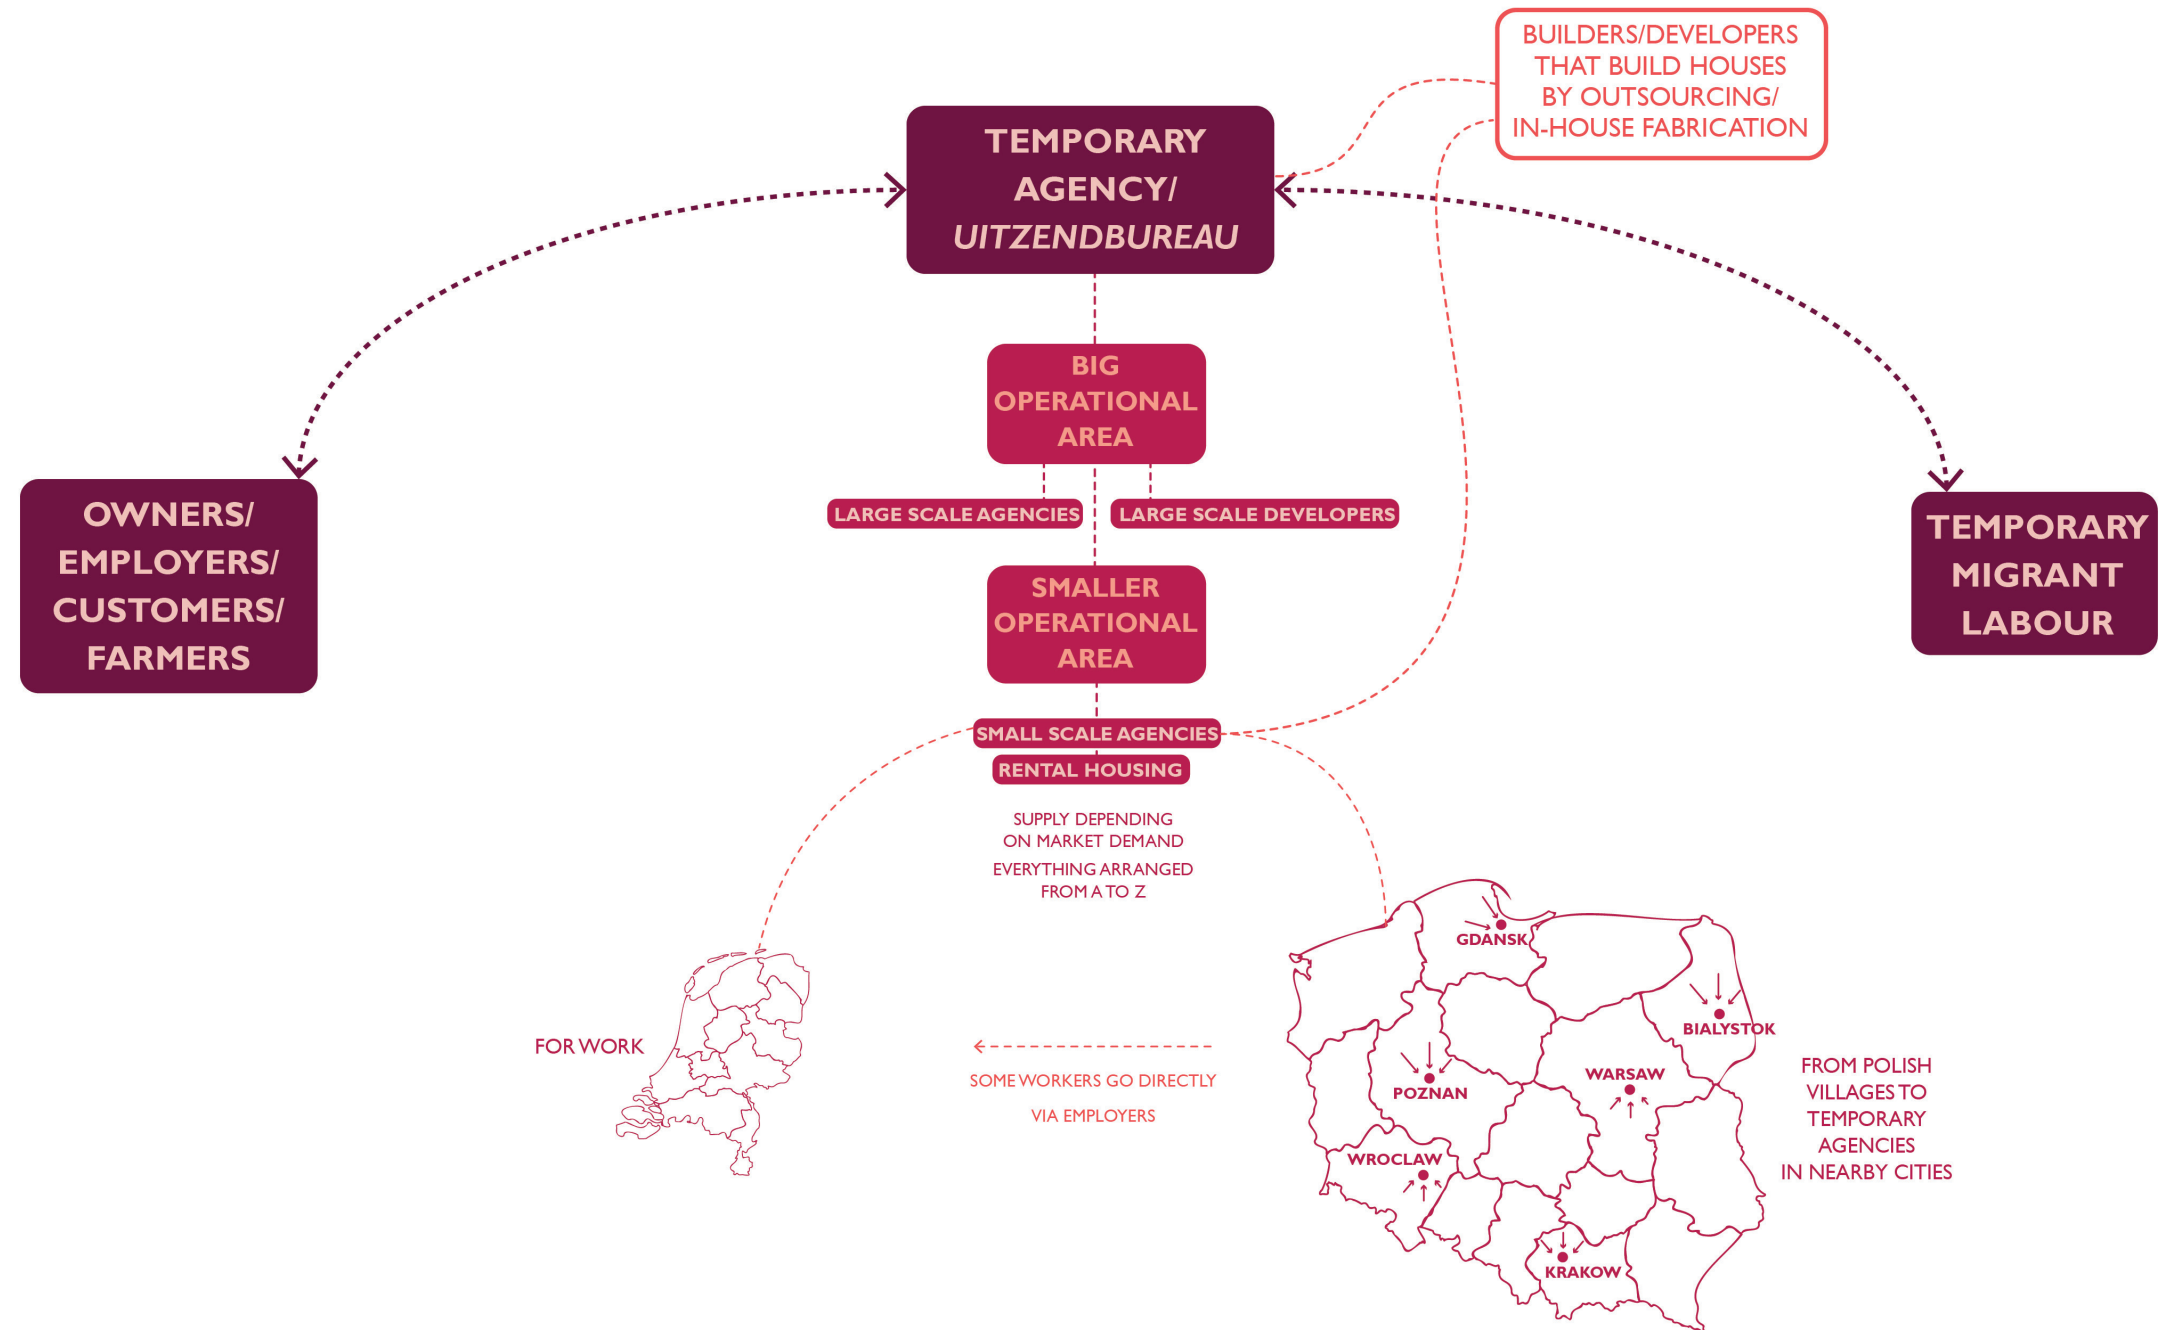 BUILDERS/DEVELOPERS
THAT BUILD HOUSES
BY OUTSOURCING/
IN-HOUSE FABRICATION
TEMPORARY
AGENCY/
UITZENDBUREAU
BIG
OPERATIONAL
AREA
LARGE SCALE AGENCIES
LARGE SCALE DEVELOPERS
OWNERS/
EMPLOYERS/
CUSTOMERS/
FARMERS
TEMPORARY
MIGRANT
LABOUR
SMALLER
OPERATIONAL
AREA
SMALL SCALE AGENCIES
RENTAL HOUSING
SUPPLY DEPENDING
ON MARKET DEMAND
EVERYTHING ARRANGED
FROM A TO Z
FOR WORK
SOME WORKERS GO DIRECTLY
VIA EMPLOYERS
GDANSK
BIALYSTOK
WARSAW
POZNAN
WROCLAW
KRAKOW
FROM POLISH
VILLAGES TO
TEMPORARY
AGENCIES
IN NEARBY CITIES